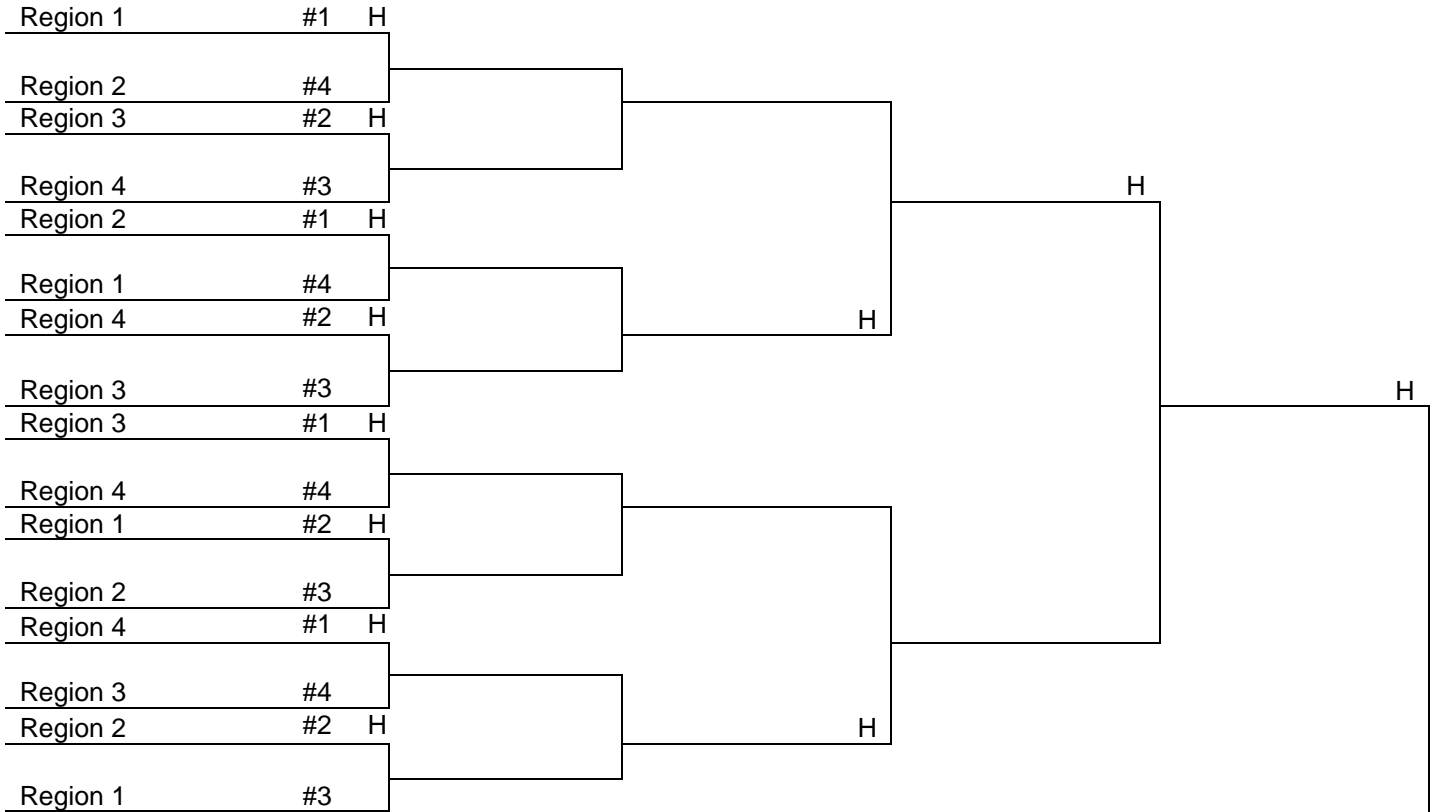 Region 1 #1 H
Region 2 #4
Region 3 #2 H
Region 4 #3 H
Region 2 #1 H
Region 1 #4
Region 4 #2 H H
Region 3 #3 H
Region 3 #1 H
Region 4 #4
Region 1 #2 H
Region 2 #3
Region 4 #1 H
Region 3 #4
Region 2 #2 H H
Region 1 #3